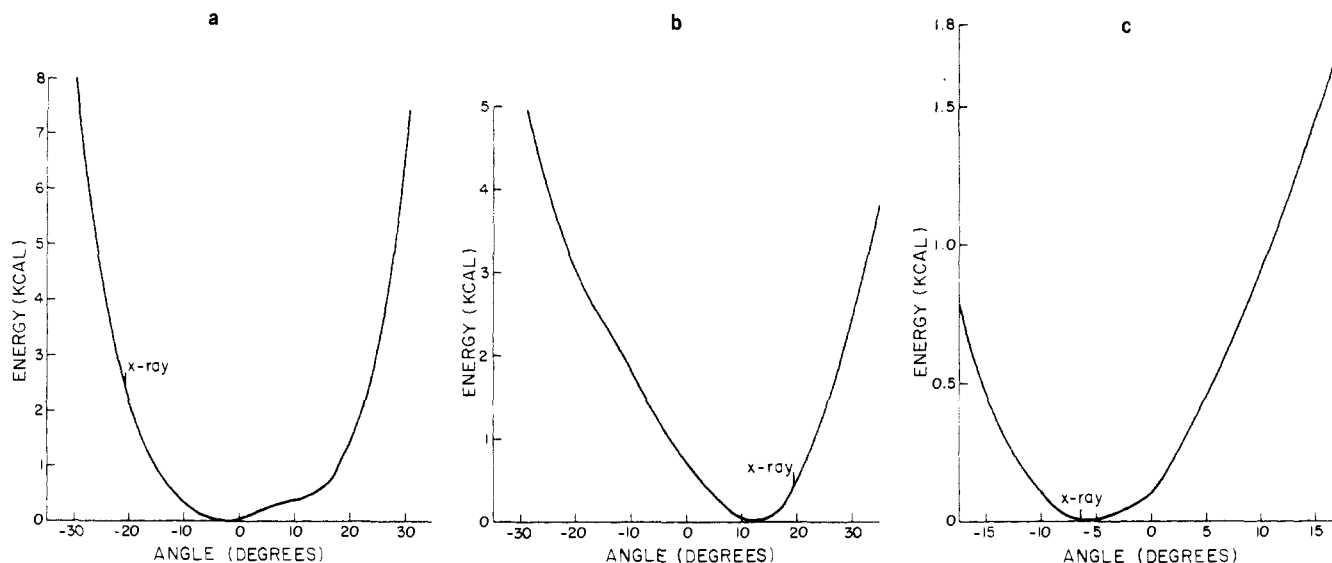 a
8
7
6
5
4
3
2
1
0
ENERGY (KCAL)
x-ray
-30 -20 -10 0 10 20 30
ANGLE (DEGREES)
b
5
4
3
2
1
0
ENERGY (KCAL)
x-ray
-30 -20 -10 0 10 20 30
ANGLE (DEGREES)
c
1.8
1.5
1.0
0.5
0
ENERGY (KCAL)
x-ray
-15 -10 -5 0 5 10 15
ANGLE (DEGREES)